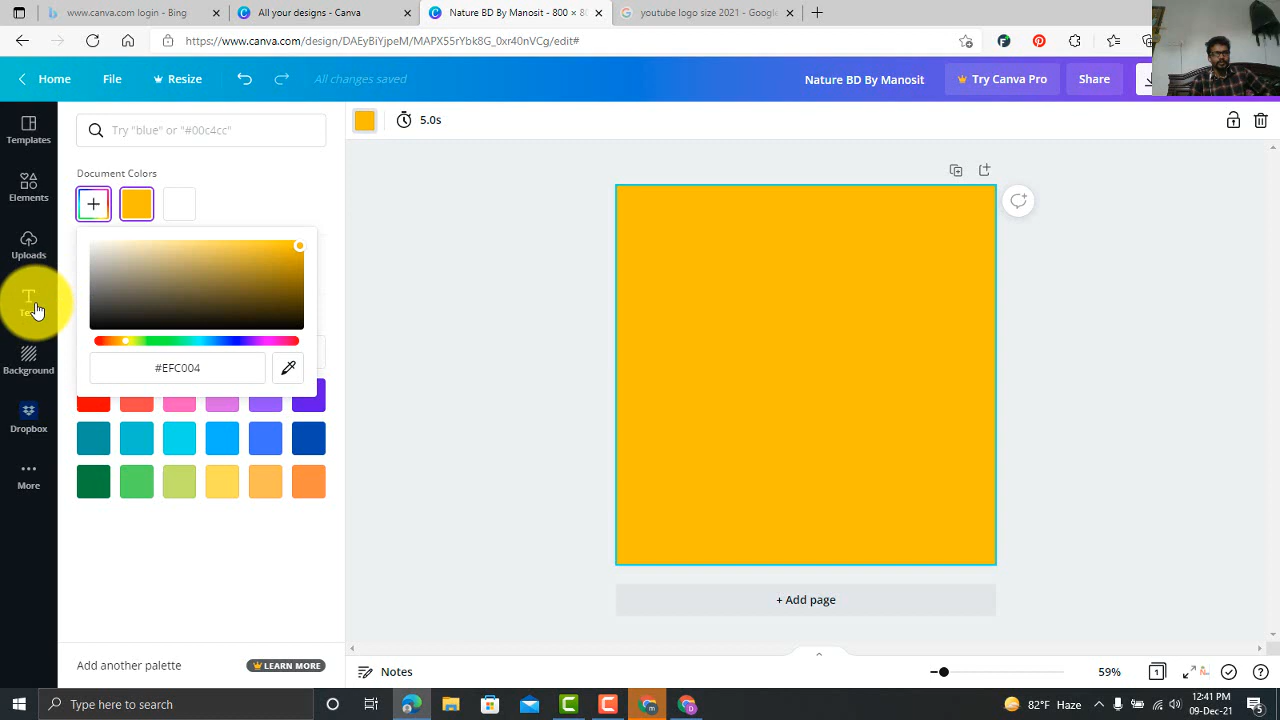 www.canva.com login - Bing
All your designs - Canva
Nature BD By Manosit - 800 × 8
youtube logo size 2021 - Google
https://www.canva.com/design/DAEyBiYjpeM/MAPX55rYbk8G_0xr40nVCg/edit#
Home
File
Resize
All changes saved
Nature BD By Manosit
Try Canva Pro
Share
Templates
Elements
Uploads
Background
Dropbox
More
Try "blue" or "#00c4cc"
5.0s
Document Colors
#EFC004
+ Add page
Add another palette
LEARN MORE
Notes
59%
1
Type here to search
82°F Haze
12:41 PM
09-Dec-21